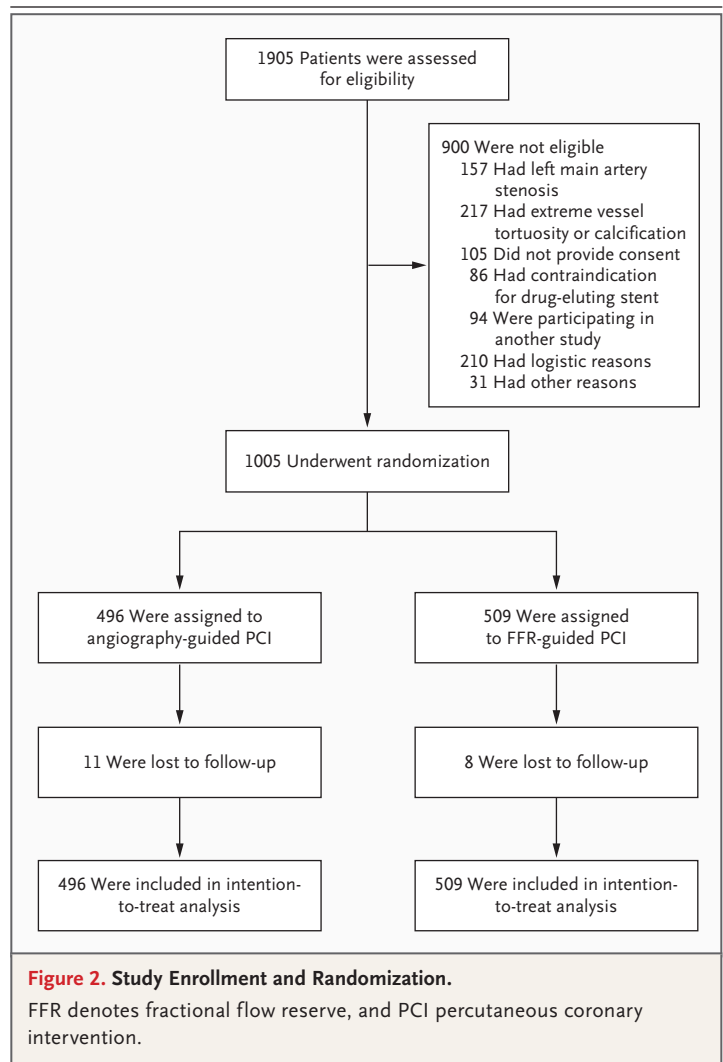 1905 Patients were assessed
for eligibility
900 Were not eligible
157 Had left main artery
stenosis
217 Had extreme vessel
tortuosity or calcification
105 Did not provide consent
86 Had contraindication
for drug-eluting stent
94 Were participating in
another study
210 Had logistic reasons
31 Had other reasons
1005 Underwent randomization
496 Were assigned to
angiography-guided PCI
509 Were assigned
to FFR-guided PCI
11 Were lost to follow-up
8 Were lost to follow-up
496 Were included in intention-
to-treat analysis
509 Were included in intention-
to-treat analysis
Figure 2. Study Enrollment and Randomization.
FFR denotes fractional flow reserve, and PCI percutaneous coronary
intervention.